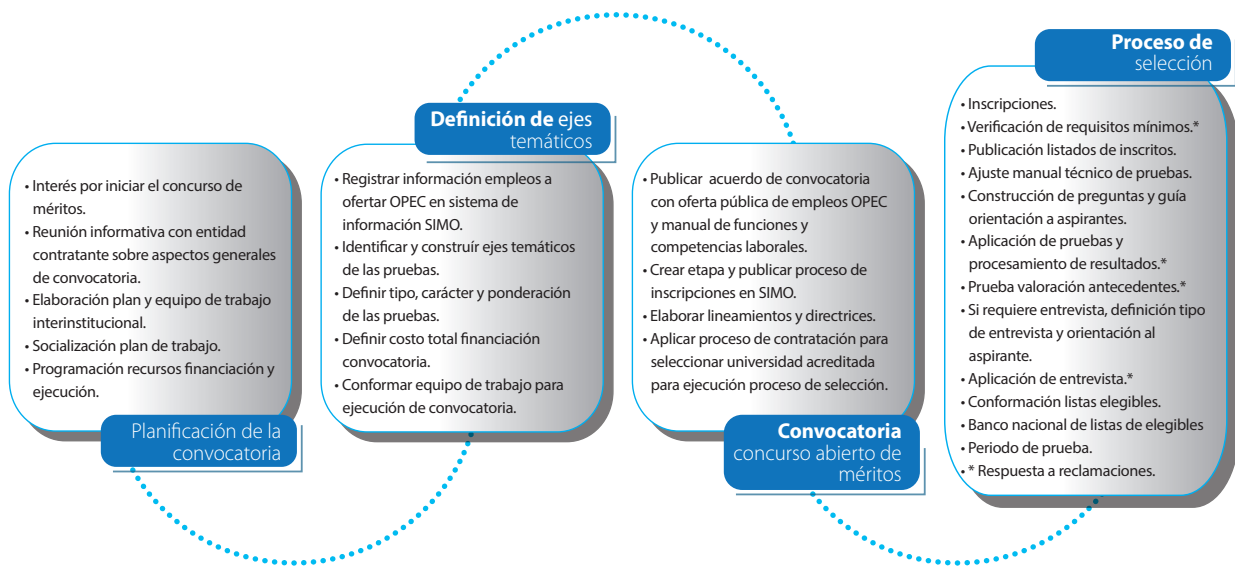 • Interés por iniciar el concurso de
méritos.
• Reunión informativa con entidad
contratante sobre aspectos generales
de convocatoria.
• Elaboración plan y equipo de trabajo
interinstitucional.
• Socialización plan de trabajo.
• Programación recursos financiación y
ejecución.
Planificación de la
convocatoria
Definición de ejes
temáticos
• Registrar información empleos a
ofertar OPEC en sistema de
información SIMO.
• Identificar y construír ejes temáticos
de las pruebas.
• Definir tipo, carácter y ponderación
de las pruebas.
• Definir costo total financiación
convocatoria.
• Conformar equipo de trabajo para
ejecución de convocatoria.
• Publicar acuerdo de convocatoria
con oferta pública de empleos OPEC
y manual de funciones y
competencias laborales.
• Crear etapa y publicar proceso de
inscripciones en SIMO.
• Elaborar lineamientos y directrices.
• Aplicar proceso de contratación para
seleccionar universidad acreditada
para ejecución proceso de selección.
Convocatoria
concurso abierto de
méritos
Proceso de
selección
• Inscripciones.
• Verificación de requisitos mínimos.*
• Publicación listados de inscritos.
• Ajuste manual técnico de pruebas.
• Construcción de preguntas y guía
orientación a aspirantes.
• Aplicación de pruebas y
procesamiento de resultados.*
• Prueba valoración antecedentes.*
• Si requiere entrevista, definición tipo
de entrevista y orientación al
aspirante.
• Aplicación de entrevista.*
• Conformación listas elegibles.
• Banco nacional de listas de elegibles
• Periodo de prueba.
• * Respuesta a reclamaciones.